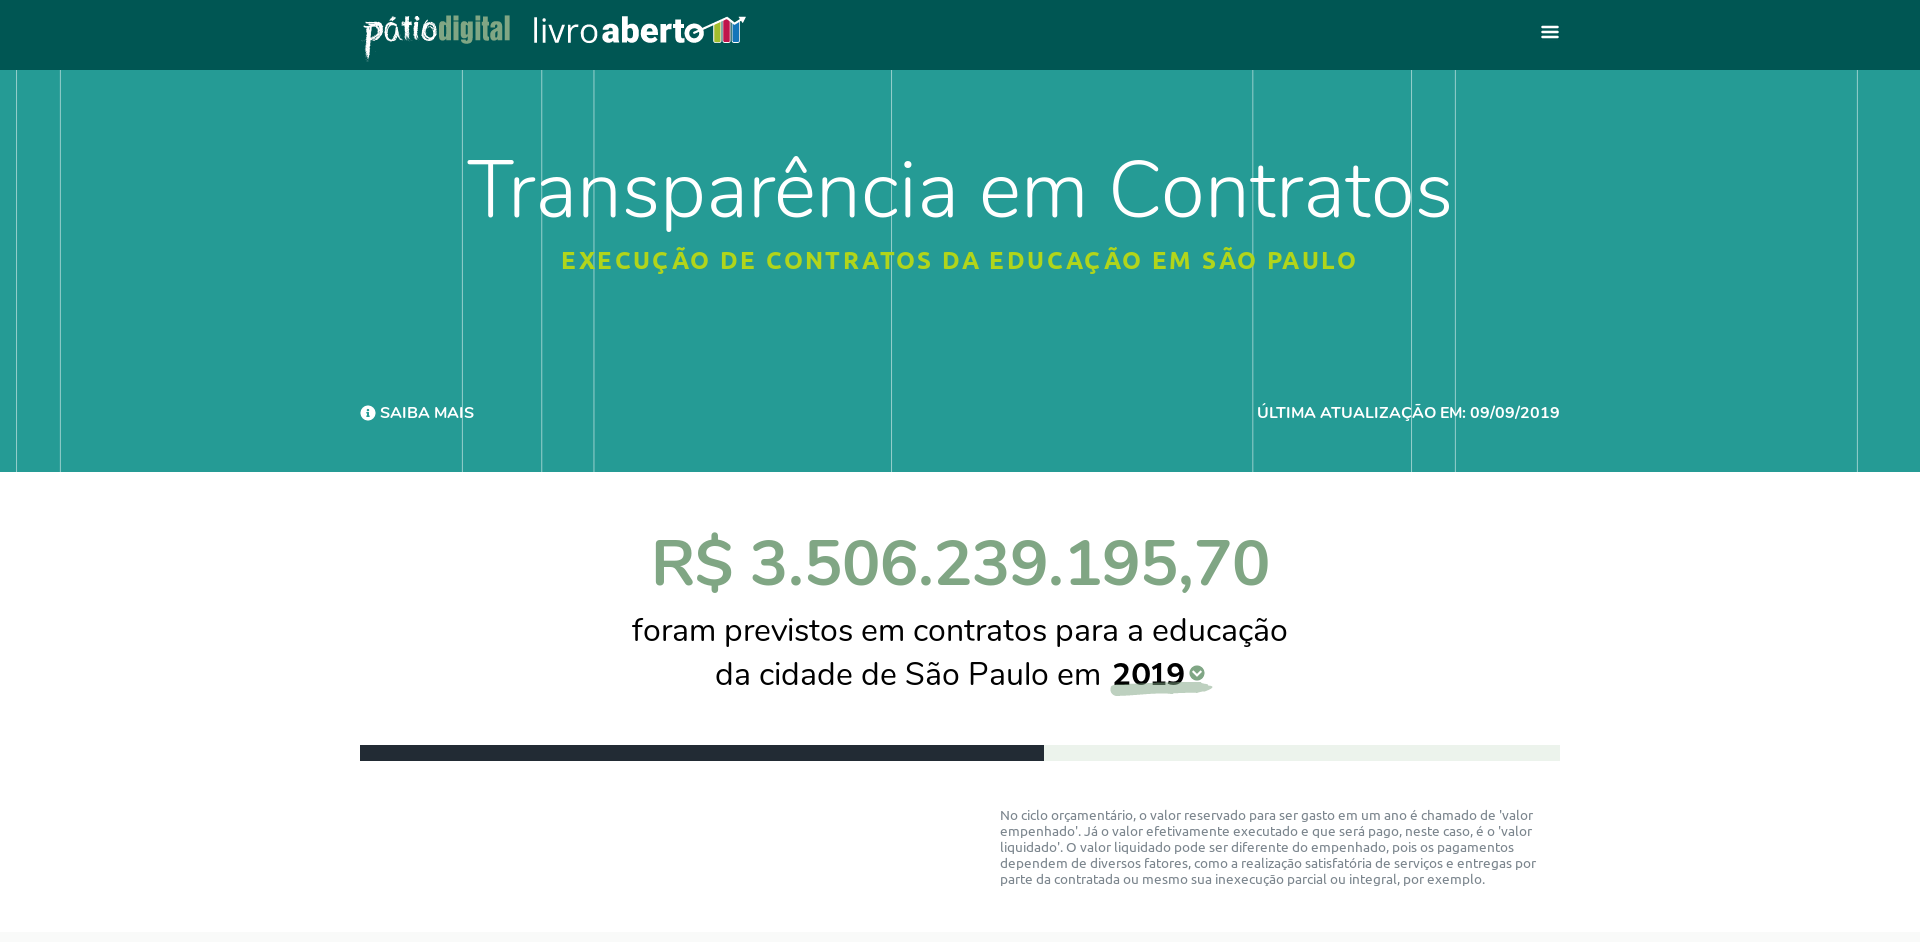 pátiodigital livroaberto
Transparência em Contratos
EXECUÇÃO DE CONTRATOS DA EDUCAÇÃO EM SÃO PAULO
SAIBA MAIS
ÚLTIMA ATUALIZAÇÃO EM: 09/09/2019
R$ 3.506.239.195,70
foram previstos em contratos para a educação
da cidade de São Paulo em 2019
No ciclo orçamentário, o valor reservado para ser gasto em um ano é chamado de 'valor
empenhado'. Já o valor efetivamente executado e que será pago, neste caso, é o 'valor
liquidado'. O valor liquidado pode ser diferente do empenhado, pois os pagamentos
dependem de diversos fatores, como a realização satisfatória de serviços e entregas por
parte da contratada ou mesmo sua inexecução parcial ou integral, por exemplo.